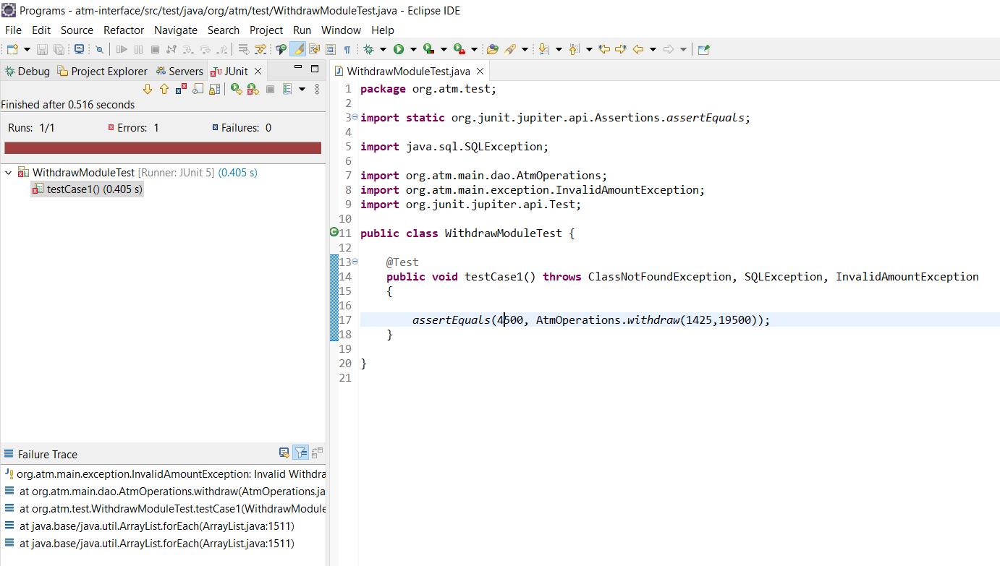 Programs - atm-interface/src/test/java/org/atm/test/WithdrawModuleTest.java - Eclipse IDE
File Edit Source Refactor Navigate Search Project Run Window Help
Debug Project Explorer Servers JUnit
Finished after 0.516 seconds
Runs: 1/1 Errors: 1 Failures: 0
WithdrawModuleTest [Runner: JUnit 5] (0.405 s)
testCase1() (0.405 s)
Failure Trace
org.atm.main.exception.InvalidAmountException: Invalid Withdra
at org.atm.main.dao.AtmOperations.withdraw(AtmOperations.ja
at org.atm.test.WithdrawModuleTest.testCase1(WithdrawModule
at java.base/java.util.ArrayList.forEach(ArrayList.java:1511)
at java.base/java.util.ArrayList.forEach(ArrayList.java:1511)
WithdrawModuleTest.java
1 package org.atm.test;
2
3 import static org.junit.jupiter.api.Assertions.assertEquals;
4
5 import java.sql.SQLException;
6
7 import org.atm.main.dao.AtmOperations;
8 import org.atm.main.exception.InvalidAmountException;
9 import org.junit.jupiter.api.Test;
10
11 public class WithdrawModuleTest {
12
13 @Test
14 public void testCase1() throws ClassNotFoundException, SQLException, InvalidAmountException
15 {
16
17 assertEquals(4500, AtmOperations.withdraw(1425,19500));
18 }
19
20 }
21